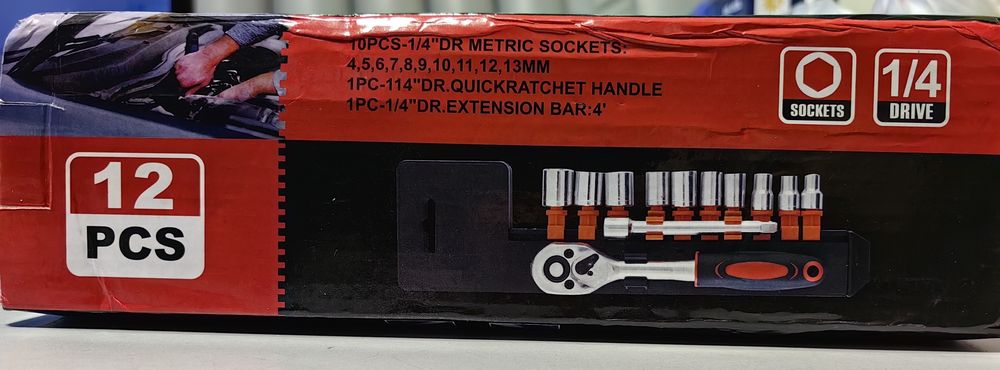 10PCS-1/4"DR METRIC SOCKETS:
4,5,6,7,8,9,10,11,12,13MM
1PC-114"DR.QUICKRATCHET HANDLE
1PC-1/4"DR.EXTENSION BAR:4'
SOCKETS
1/4
DRIVE
12
PCS